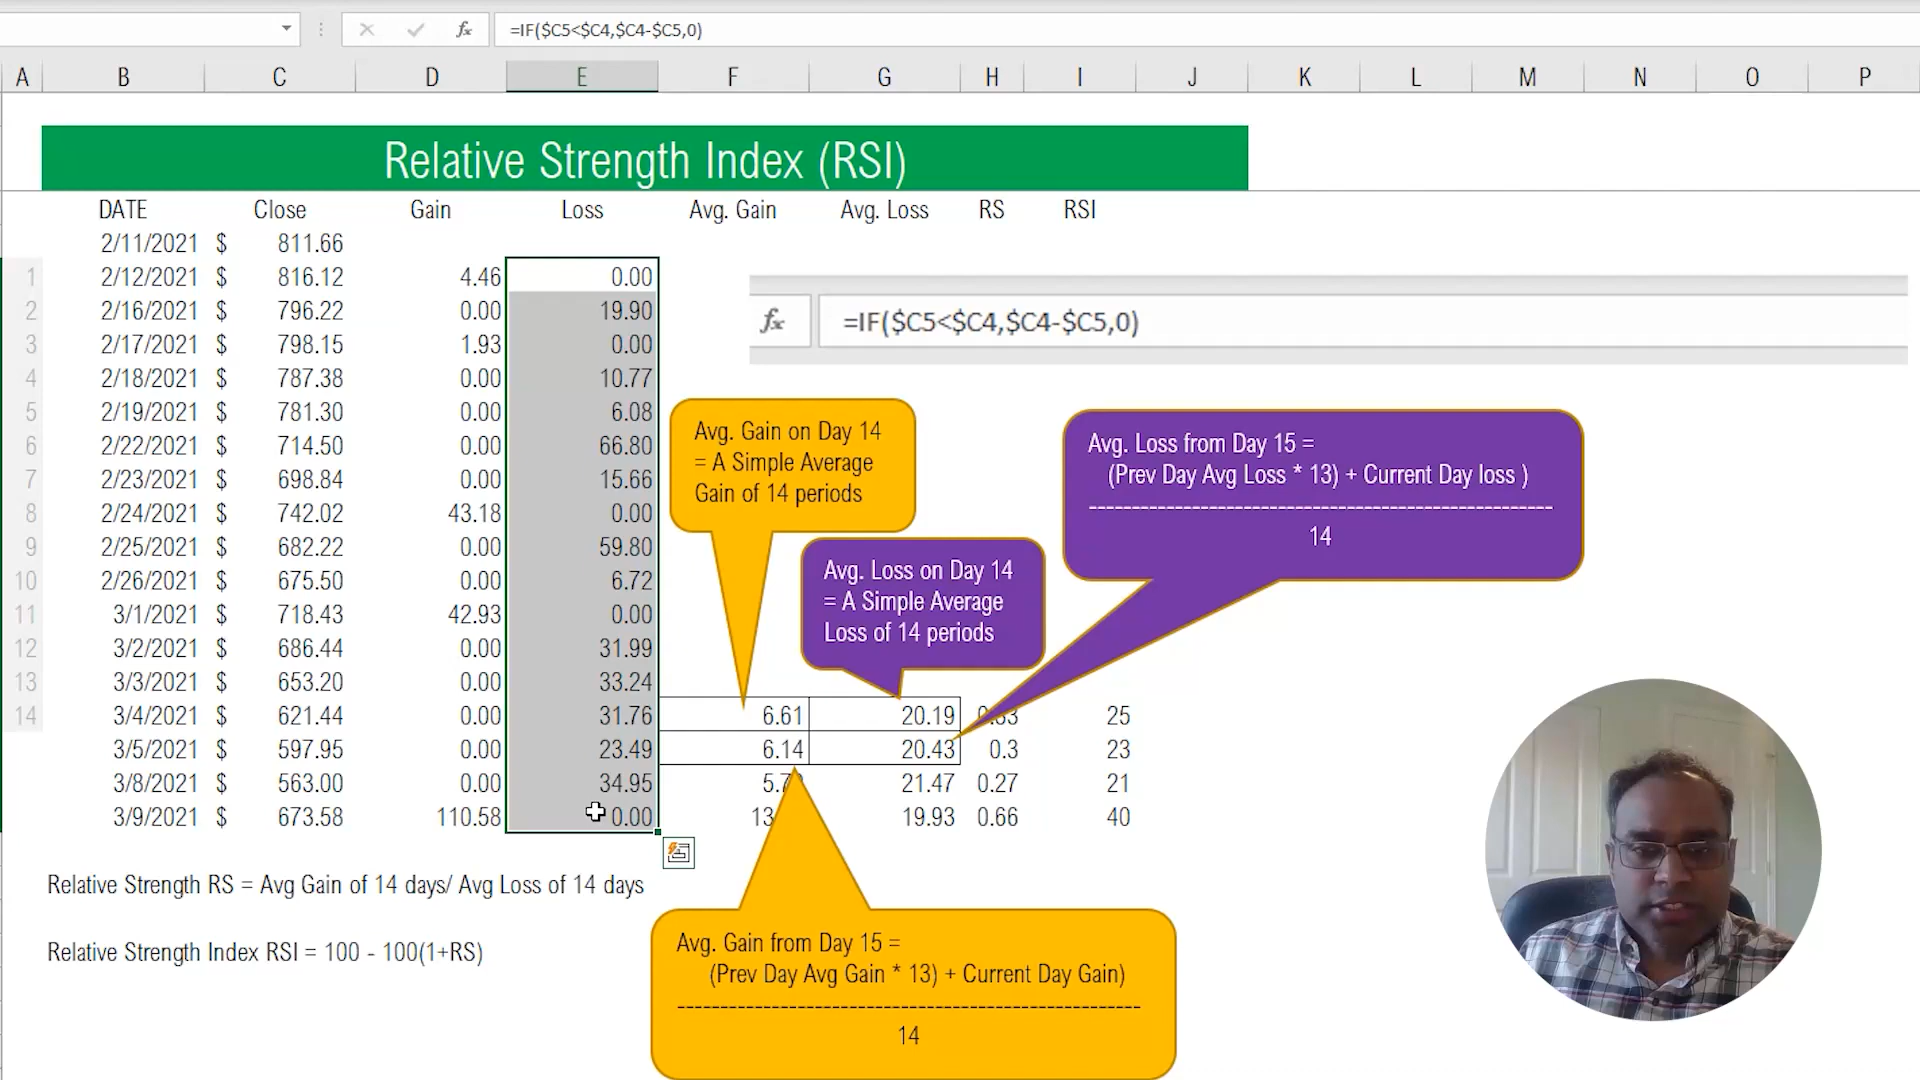 =IF($C5<$C4,$C4-$C5,0)
A B C D E F G H I J K L M N O P
Relative Strength Index (RSI)
DATE Close Gain Loss Avg. Gain Avg. Loss RS RSI
2/11/2021 $ 811.66
1 2/12/2021 $ 816.12 4.46 0.00
2 2/16/2021 $ 796.22 0.00 19.90
fx =IF($C5<$C4,$C4-$C5,0)
3 2/17/2021 $ 798.15 1.93 0.00
4 2/18/2021 $ 787.38 0.00 10.77
5 2/19/2021 $ 781.30 0.00 6.08
6 2/22/2021 $ 714.50 0.00 66.80
7 2/23/2021 $ 698.84 0.00 15.66
8 2/24/2021 $ 742.02 43.18 0.00
9 2/25/2021 $ 682.22 0.00 59.80
10 2/26/2021 $ 675.50 0.00 6.72
11 3/1/2021 $ 718.43 42.93 0.00
12 3/2/2021 $ 686.44 0.00 31.99
13 3/3/2021 $ 653.20 0.00 33.24
14 3/4/2021 $ 621.44 0.00 31.76 6.61 20.19 25
3/5/2021 $ 597.95 0.00 23.49 6.14 20.43 0.3 23
3/8/2021 $ 563.00 0.00 34.95 21.47 0.27 21
3/9/2021 $ 673.58 110.58 0.00 19.93 0.66 40
Avg. Gain on Day 14
= A Simple Average
Gain of 14 periods
Avg. Loss on Day 14
= A Simple Average
Loss of 14 periods
Avg. Loss from Day 15 =
(Prev Day Avg Loss * 13) + Current Day loss )
14
Relative Strength RS = Avg Gain of 14 days/ Avg Loss of 14 days
Relative Strength Index RSI = 100 - 100(1+RS)
Avg. Gain from Day 15 =
(Prev Day Avg Gain * 13) + Current Day Gain)
14